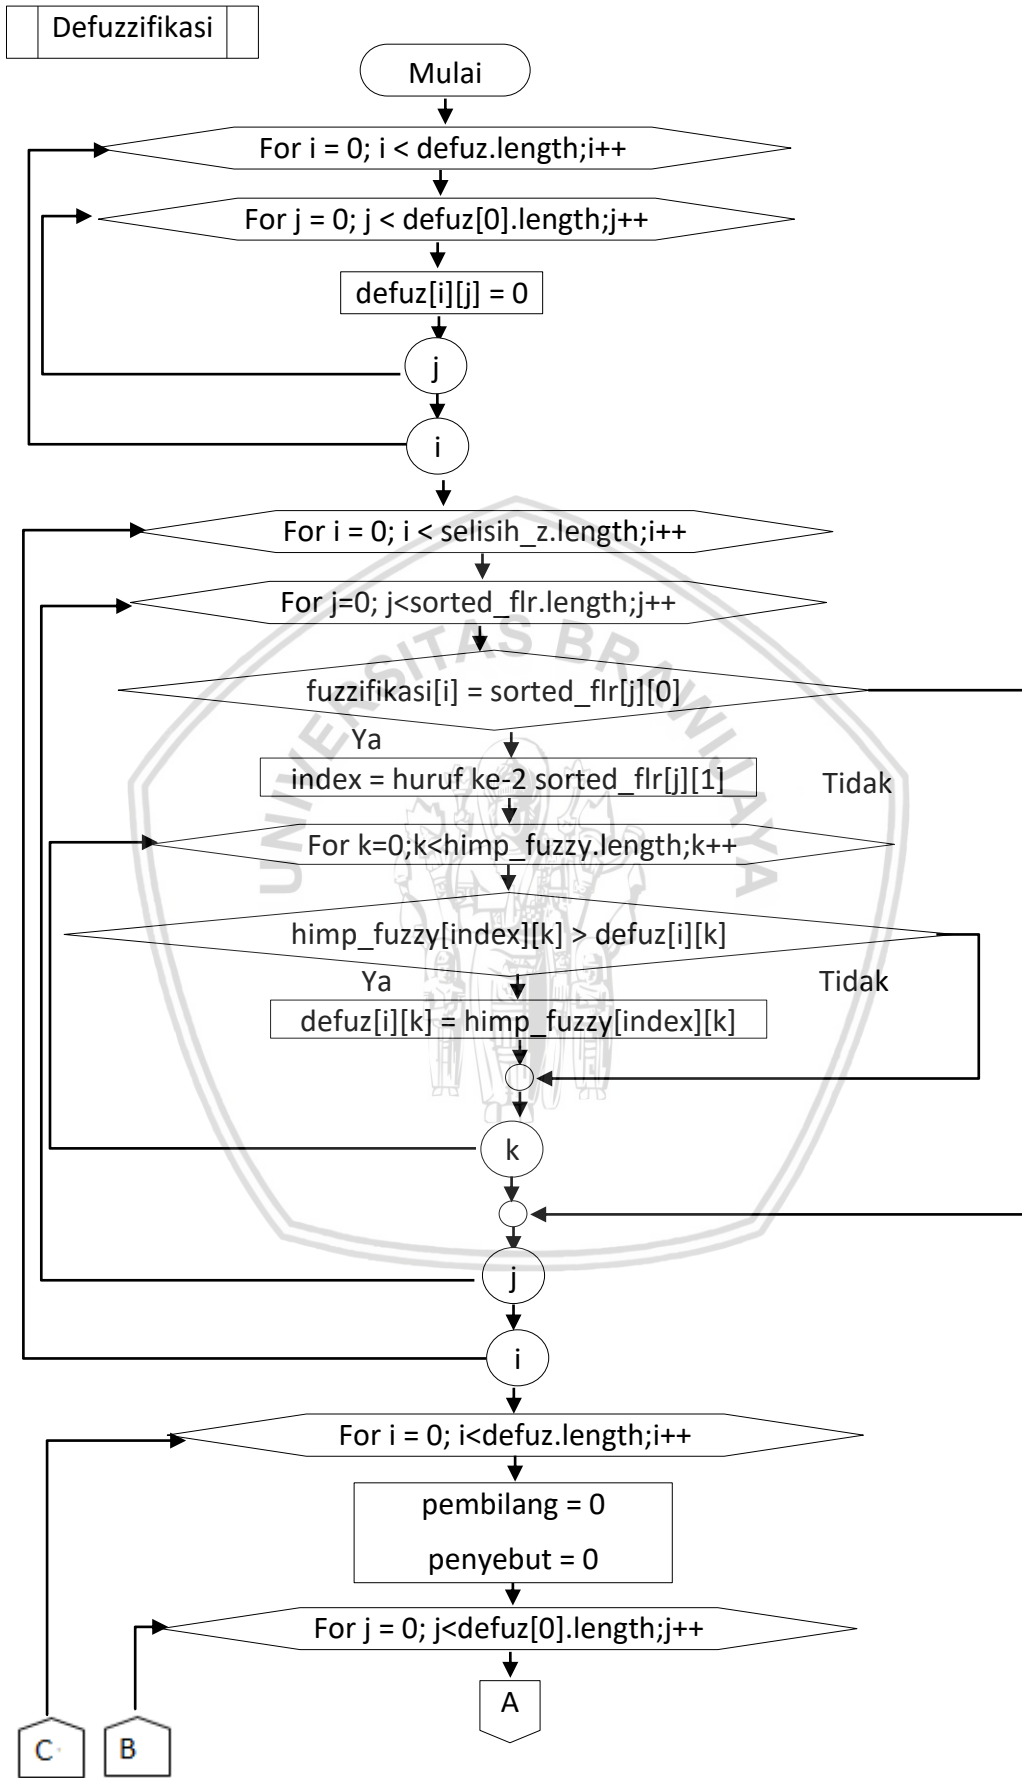 Defuzzifikasi
Mulai
For i = 0; i < defuz.length;i++
For j = 0; j < defuz[0].length;j++
defuz[i][j] = 0
j
i
For i = 0; i < selisih_z.length;i++
For j=0; j<sorted_flr.length;j++
UNIVERSITAS BRAWIJAYA
fuzzifikasi[i] = sorted_flr[j][0]
Ya
index = huruf ke-2 sorted_flr[j][1]
Tidak
For k=0;k<himp_fuzzy.length;k++
himp_fuzzy[index][k] > defuz[i][k]
Ya
Tidak
defuz[i][k] = himp_fuzzy[index][k]
k
j
i
For i = 0; i<defuz.length;i++
pembilang = 0
penyebut = 0
For j = 0; j<defuz[0].length;j++
A
C
B